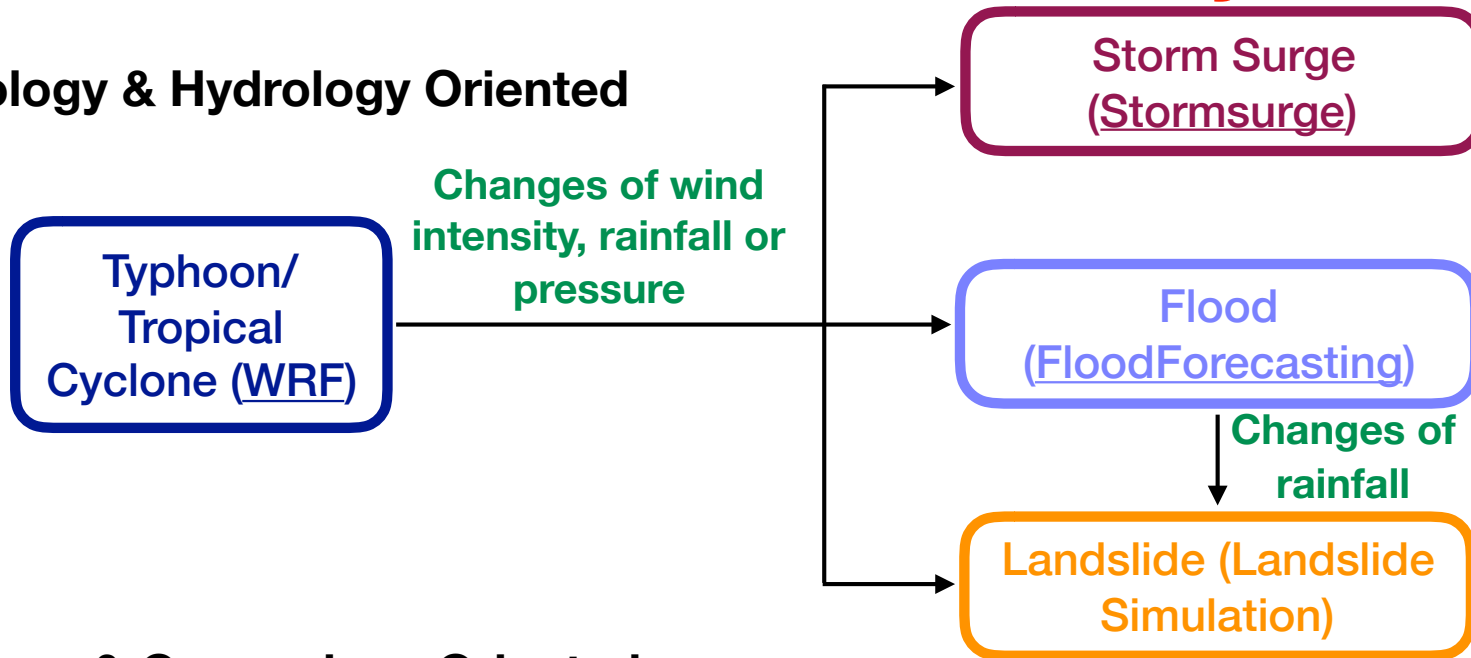 ology & Hydrology Oriented
Storm Surge
(Stormsurge)
Changes of wind
intensity, rainfall or
pressure
Typhoon/
Tropical
Cyclone (WRF)
Flood
(FloodForecasting)
Changes of
rainfall
Landslide (Landslide
Simulation)
& Oriented